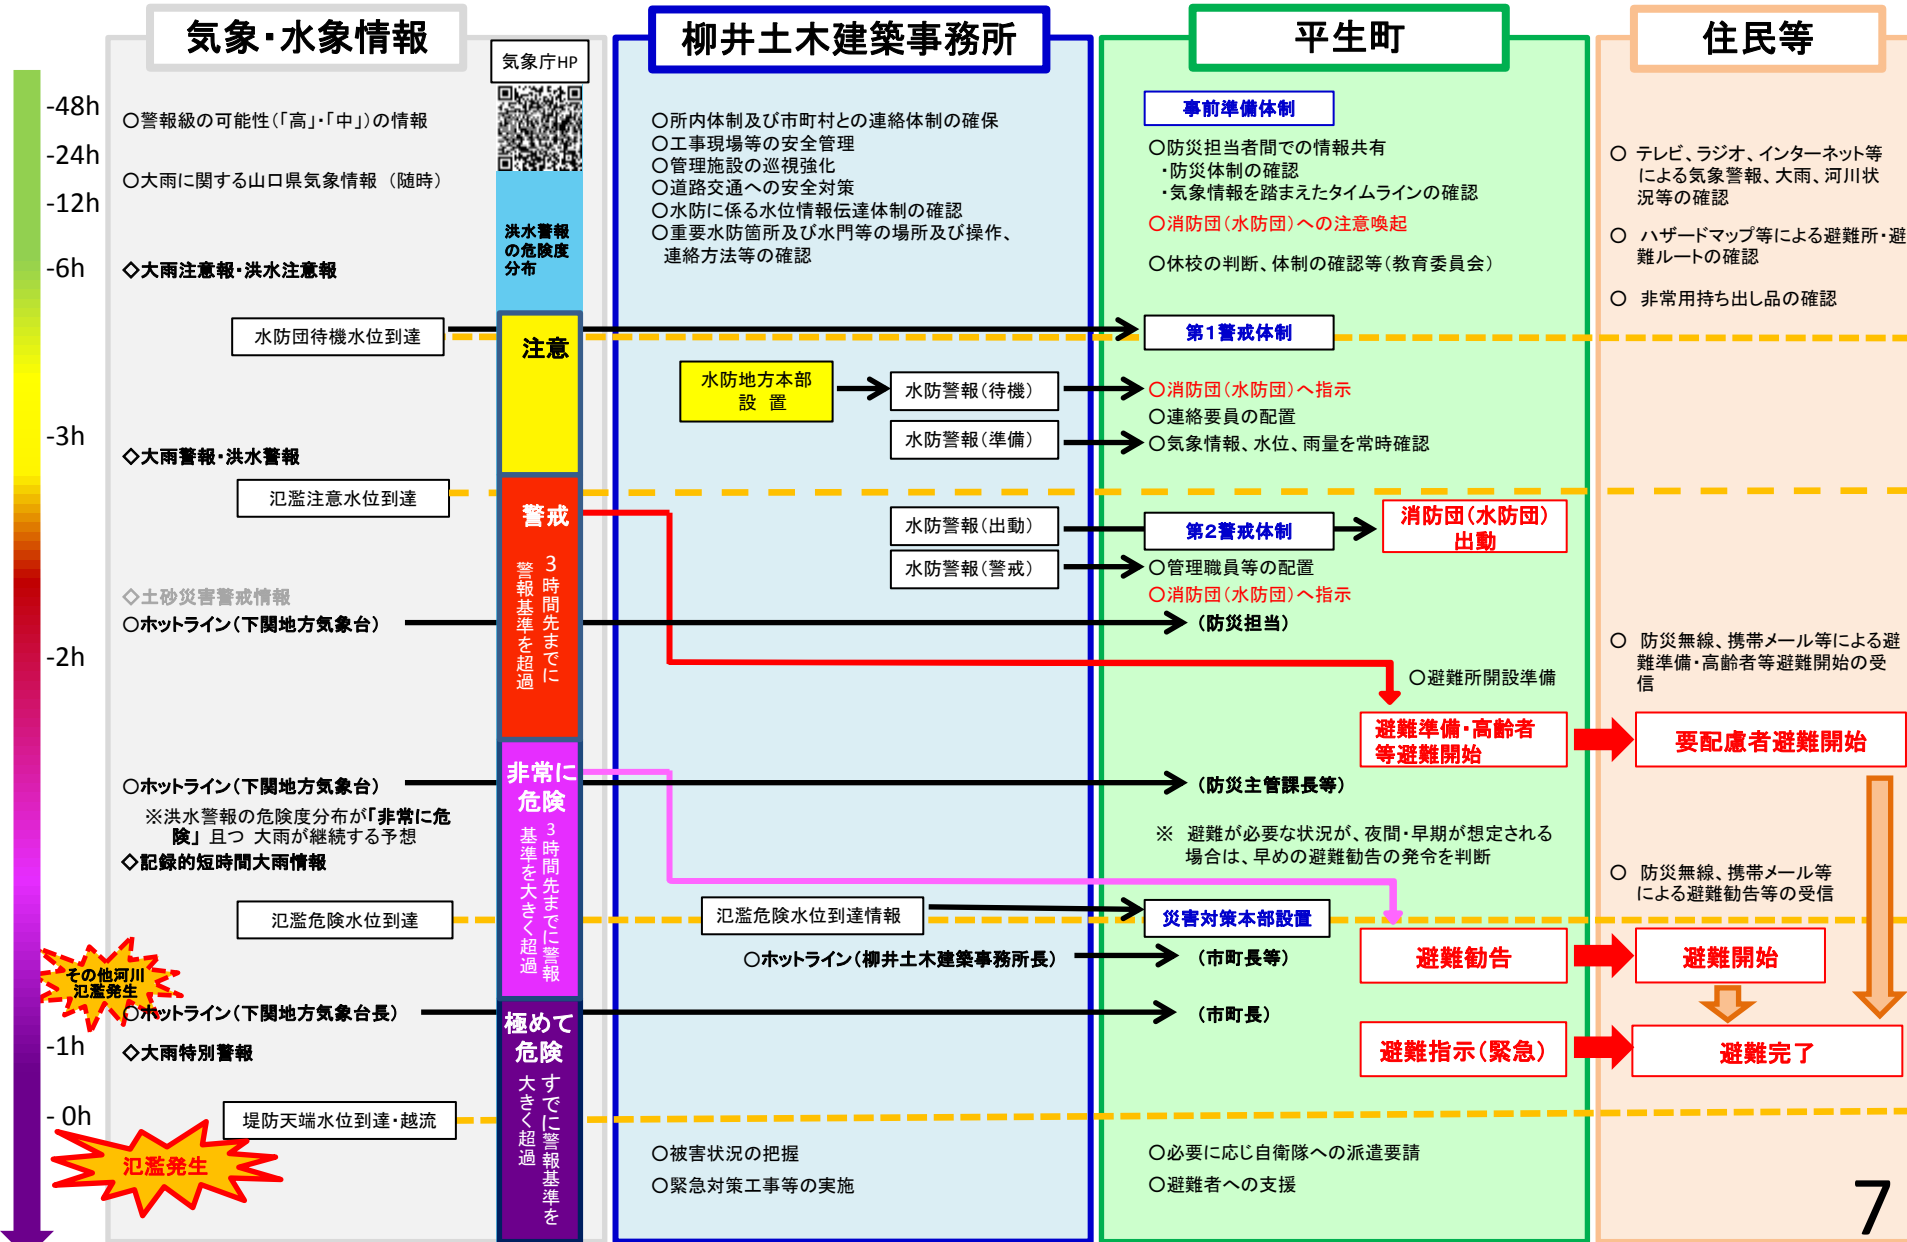 気象・水象情報
気象庁HP
-48h
-24h
-12h
-6h
-3h
-2h
-1h
- 0h
○警報級の可能性(「高」・「中」)の情報
○大雨に関する山口県気象情報 (随時)
◇大雨注意報・洪水注意報
水防団待機水位到達
◇大雨警報・洪水警報
氾濫注意水位到達
◇土砂災害警戒情報
○ホットライン(下関地方気象台)
○ホットライン(下関地方気象台)
※洪水警報の危険度分布が「非常に危
険」 且つ 大雨が継続する予想
◇記録的短時間大雨情報
氾濫危険水位到達
その他河川
氾濫発生
○ホットライン(下関地方気象台長)
◇大雨特別警報
堤防天端水位到達・越流
氾濫発生
洪水警報
の危険度
分布
注意
警戒
3時間先までに
警報基準を超過
非常に
危険
3時間先までに警報
基準を大きく超過
極めて
危険
すでに警報基準を
大きく超過
柳井土木建築事務所
○所内体制及び市町村との連絡体制の確保
○工事現場等の安全管理
○管理施設の巡視強化
○道路交通への安全対策
○水防に係る水位情報伝達体制の確認
○重要水防箇所及び水門等の場所及び操作、
連絡方法等の確認
水防地方本部
設 置
水防警報(待機)
水防警報(準備)
水防警報(出動)
水防警報(警戒)
氾濫危険水位到達情報
○ホットライン(柳井土木建築事務所長)
○被害状況の把握
○緊急対策工事等の実施
平生町
事前準備体制
○防災担当者間での情報共有
・防災体制の確認
・気象情報を踏まえたタイムラインの確認
○消防団(水防団)への注意喚起
○休校の判断、体制の確認等(教育委員会)
第1警戒体制
○消防団(水防団)へ指示
○連絡要員の配置
○気象情報、水位、雨量を常時確認
第2警戒体制
消防団(水防団)
出動
○管理職員等の配置
○消防団(水防団)へ指示
(防災担当)
○避難所開設準備
避難準備・高齢者
等避難開始
(防災主管課長等)
※ 避難が必要な状況が、夜間・早期が想定される
場合は、早めの避難勧告の発令を判断
災害対策本部設置
(市町長等)
避難勧告
(市町長)
避難指示(緊急)
○必要に応じ自衛隊への派遣要請
○避難者への支援
住民等
○ テレビ、ラジオ、インターネット等
による気象警報、大雨、河川状
況等の確認
○ ハザードマップ等による避難所・避
難ルートの確認
○ 非常用持ち出し品の確認
○ 防災無線、携帯メール等による避
難準備・高齢者等避難開始の受
信
要配慮者避難開始
○ 防災無線、携帯メール等
による避難勧告等の受信
避難開始
避難完了
7